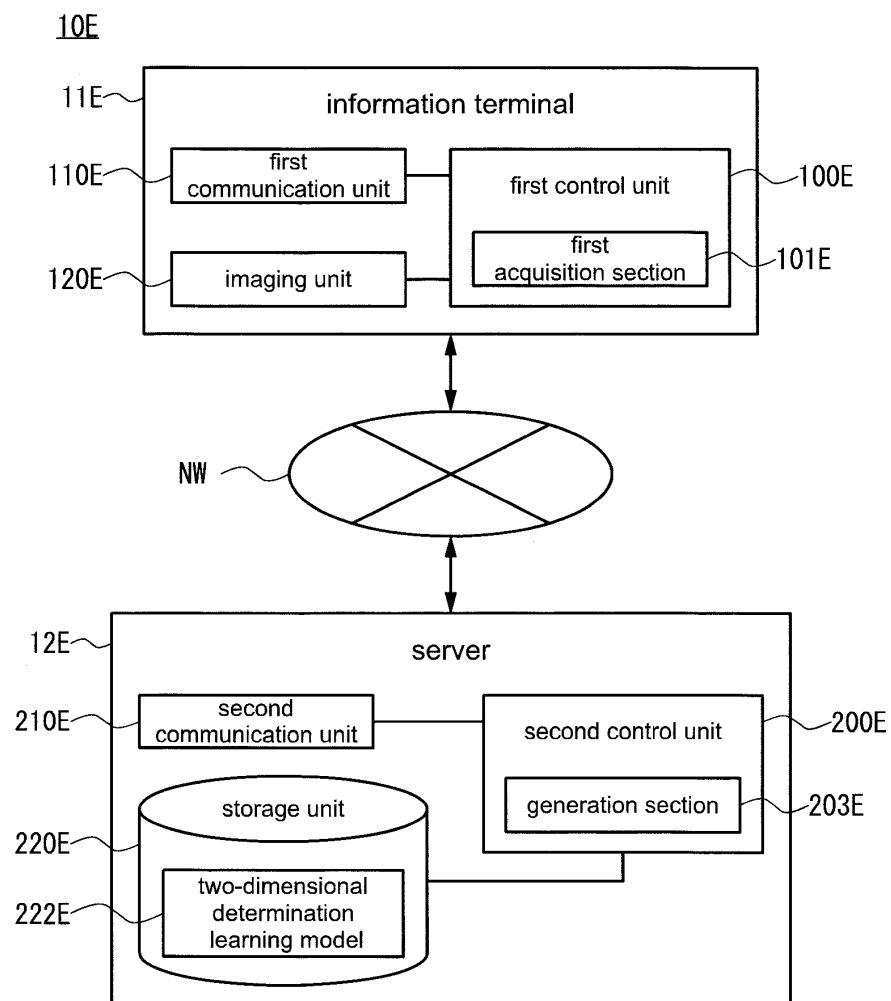 10E
11E
information terminal
110E
first
communication unit
first control unit
100E
120E
imaging unit
first
acquisition section
101E
NW
12E
server
210E
second
communication unit
second control unit
200E
storage unit
generation section
203E
220E
222E
two-dimensional
determination
learning model